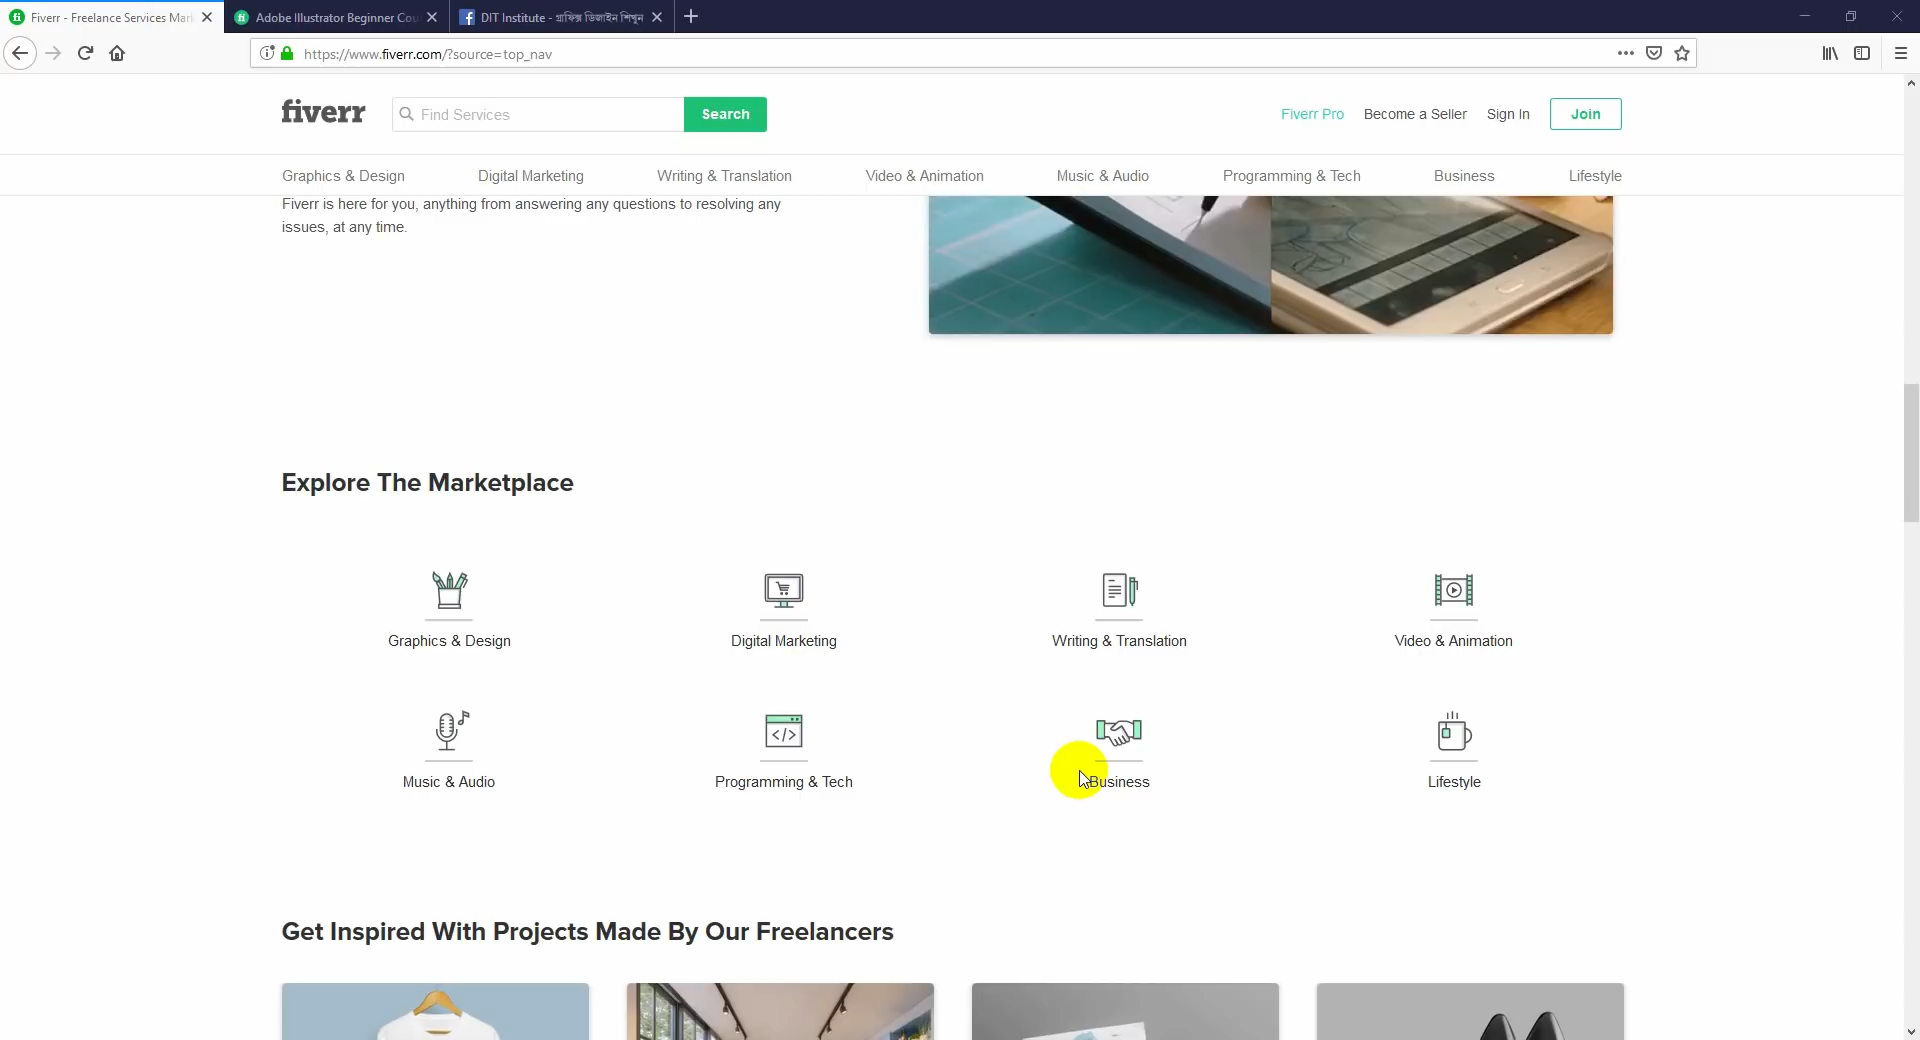 Fiverr - Freelance Services Mar
Adobe Illustrator Beginner Cou
DIT Institute - গ্রাফিক্স ডিজাইন শিখুন
https://www.fiverr.com/?source=top_nav
fiverr
Find Services
Search
Fiverr Pro
Become a Seller
Sign In
Join
Graphics & Design
Digital Marketing
Writing & Translation
Video & Animation
Music & Audio
Programming & Tech
Business
Lifestyle
Fiverr is here for you, anything from answering any questions to resolving any
issues, at any time.
Explore The Marketplace
Graphics & Design
Digital Marketing
Writing & Translation
Video & Animation
Music & Audio
Programming & Tech
Business
Lifestyle
Get Inspired With Projects Made By Our Freelancers